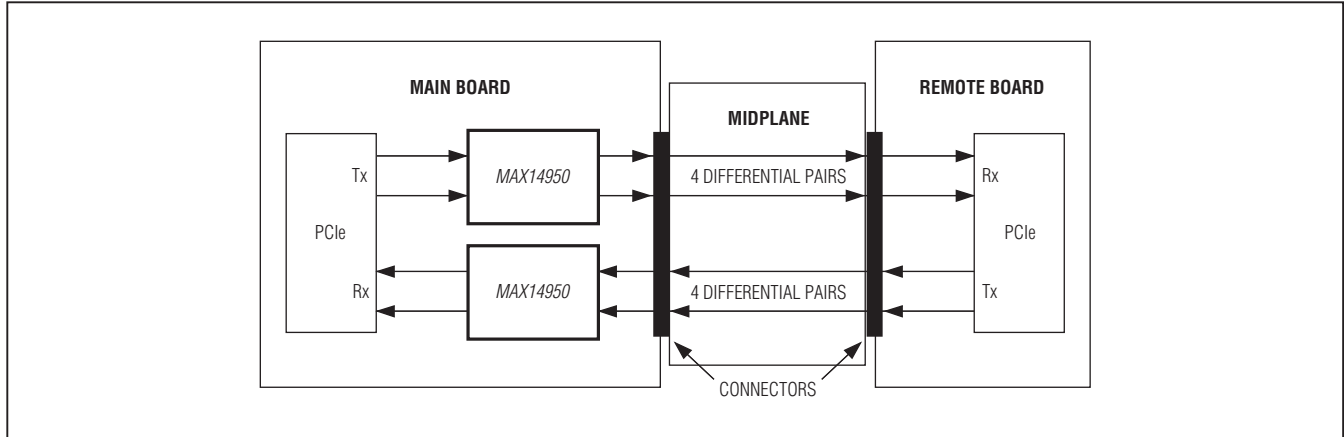 MAIN BOARD
REMOTE BOARD
MIDPLANE
Tx
MAX14950
4 DIFFERENTIAL PAIRS
Rx
PCIe
PCIe
Rx
MAX14950
4 DIFFERENTIAL PAIRS
Tx
CONNECTORS